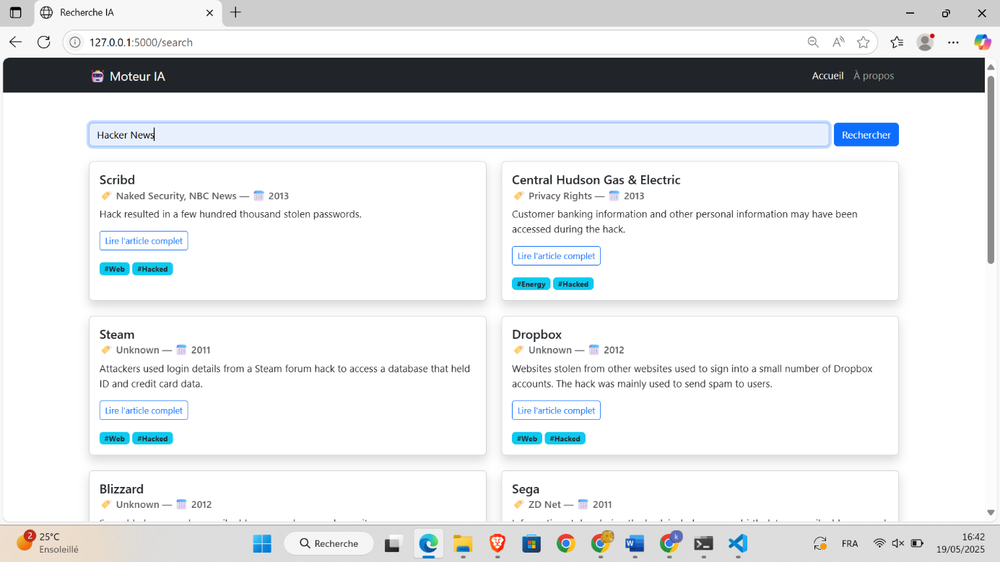 Recherche IA
127.0.0.1:5000/search
Moteur IA
Accueil À propos
Hacker News
Rechercher
Scribd
Naked Security, NBC News — 2013
Hack resulted in a few hundred thousand stolen passwords.
Lire l'article complet
#Web #Hacked
Central Hudson Gas & Electric
Privacy Rights — 2013
Customer banking information and other personal information may have been
accessed during the hack.
Lire l'article complet
#Energy #Hacked
Steam
Unknown — 2011
Attackers used login details from a Steam forum hack to access a database that held
ID and credit card data.
Lire l'article complet
#Web #Hacked
Dropbox
Unknown — 2012
Websites stolen from other websites used to sign into a small number of Dropbox
accounts. The hack was mainly used to send spam to users.
Lire l'article complet
#Web #Hacked
Blizzard
Unknown — 2012
Sega
ZD Net — 2011
2
25°C
Ensoleillé
Recherche
k
FRA
16:42
19/05/2025